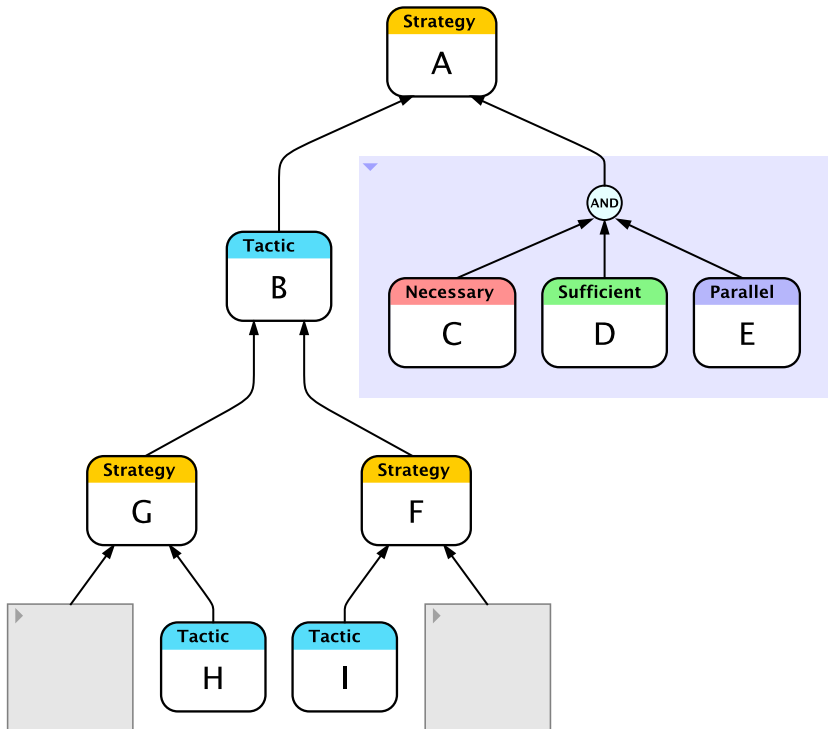 Strategy
A
AND
Tactic
B
Necessary
C
Sufficient
D
Parallel
E
Strategy
G
Strategy
F
Tactic
H
Tactic
I